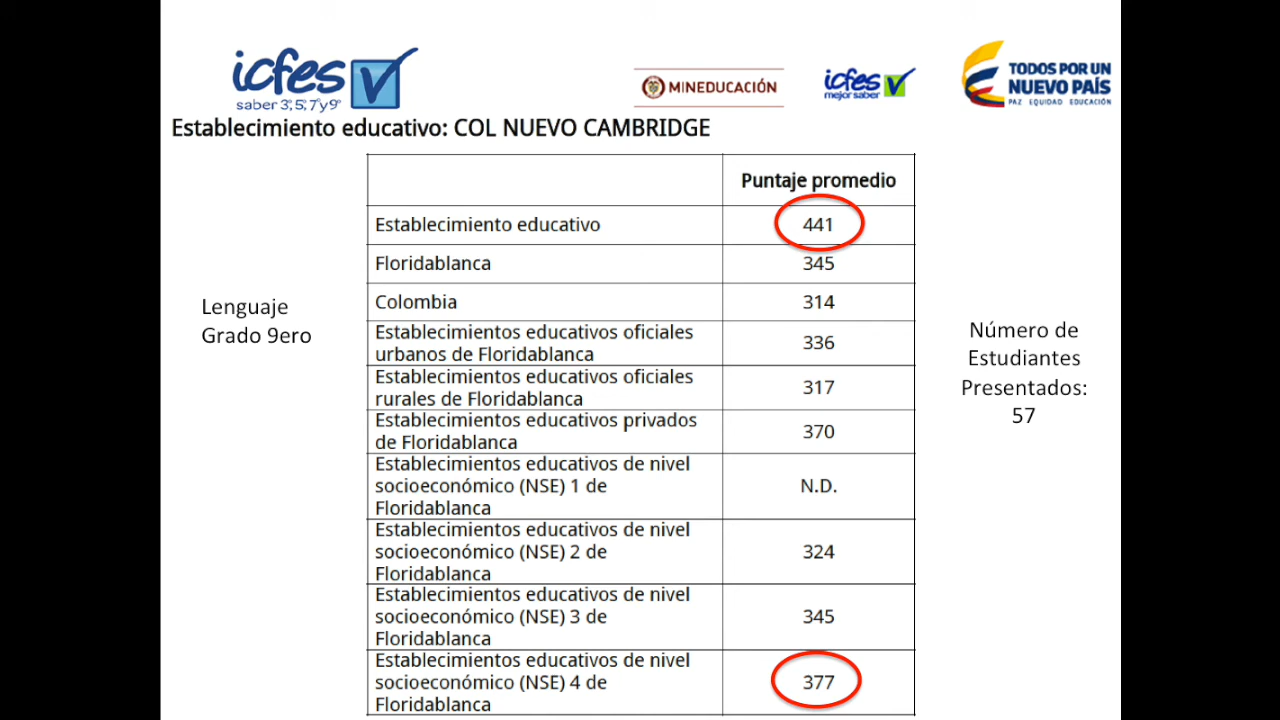 icfes
saber 3°, 5°, 7° y 9°
MINEDUCACIÓN
icfes
mejor saber
TODOS POR UN
NUEVO PAÍS
PAZ EQUIDAD EDUCACIÓN
Establecimiento educativo: COL NUEVO CAMBRIDGE
Puntaje promedio
Establecimiento educativo 441
Floridablanca 345
Colombia 314
Establecimientos educativos oficiales
urbanos de Floridablanca 336
Establecimientos educativos oficiales
rurales de Floridablanca 317
Establecimientos educativos privados
de Floridablanca 370
Establecimientos educativos de nivel
socioeconómico (NSE) 1 de N.D.
Floridablanca
Establecimientos educativos de nivel
socioeconómico (NSE) 2 de 324
Floridablanca
Establecimientos educativos de nivel
socioeconómico (NSE) 3 de 345
Floridablanca
Establecimientos educativos de nivel
socioeconómico (NSE) 4 de 377
Floridablanca
Lenguaje
Grado 9ero
Número de
Estudiantes
Presentados:
57